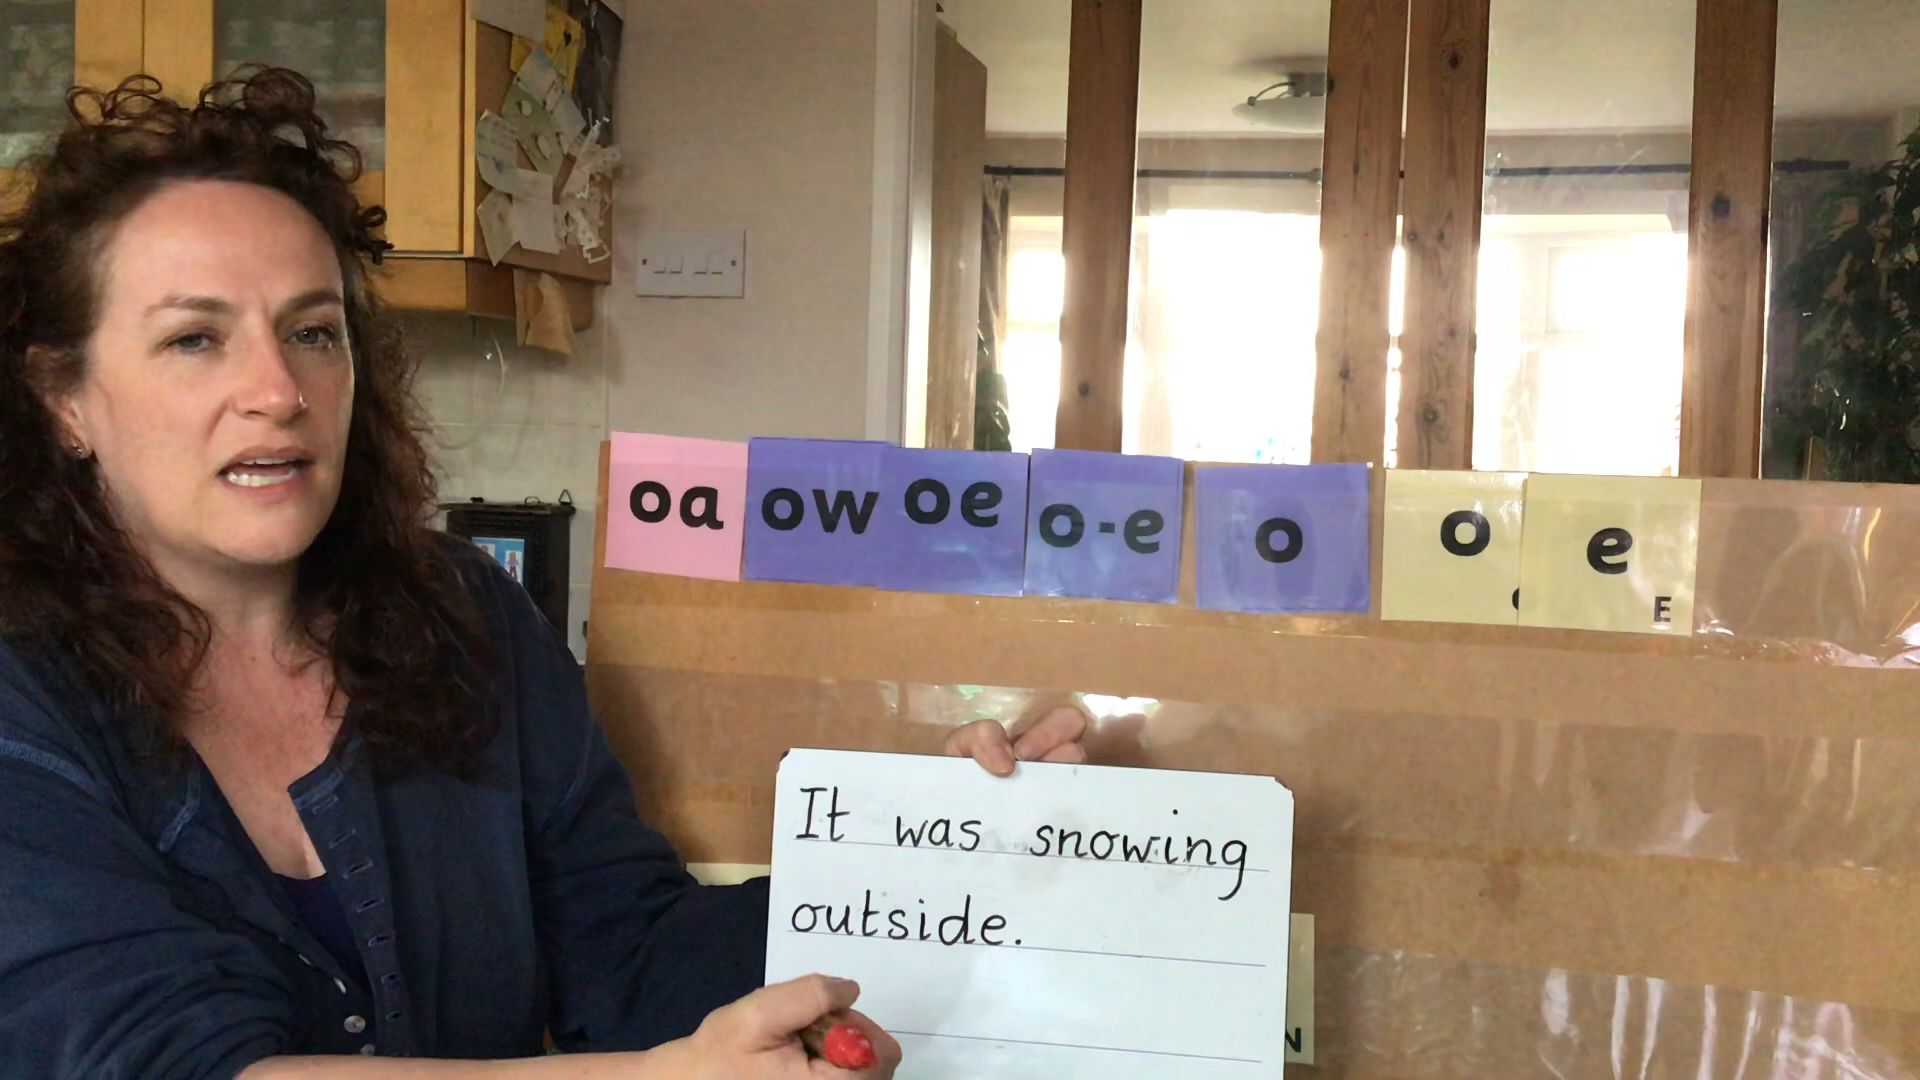 oa ow oe o-e o o e
E
It was snowing
outside.
N